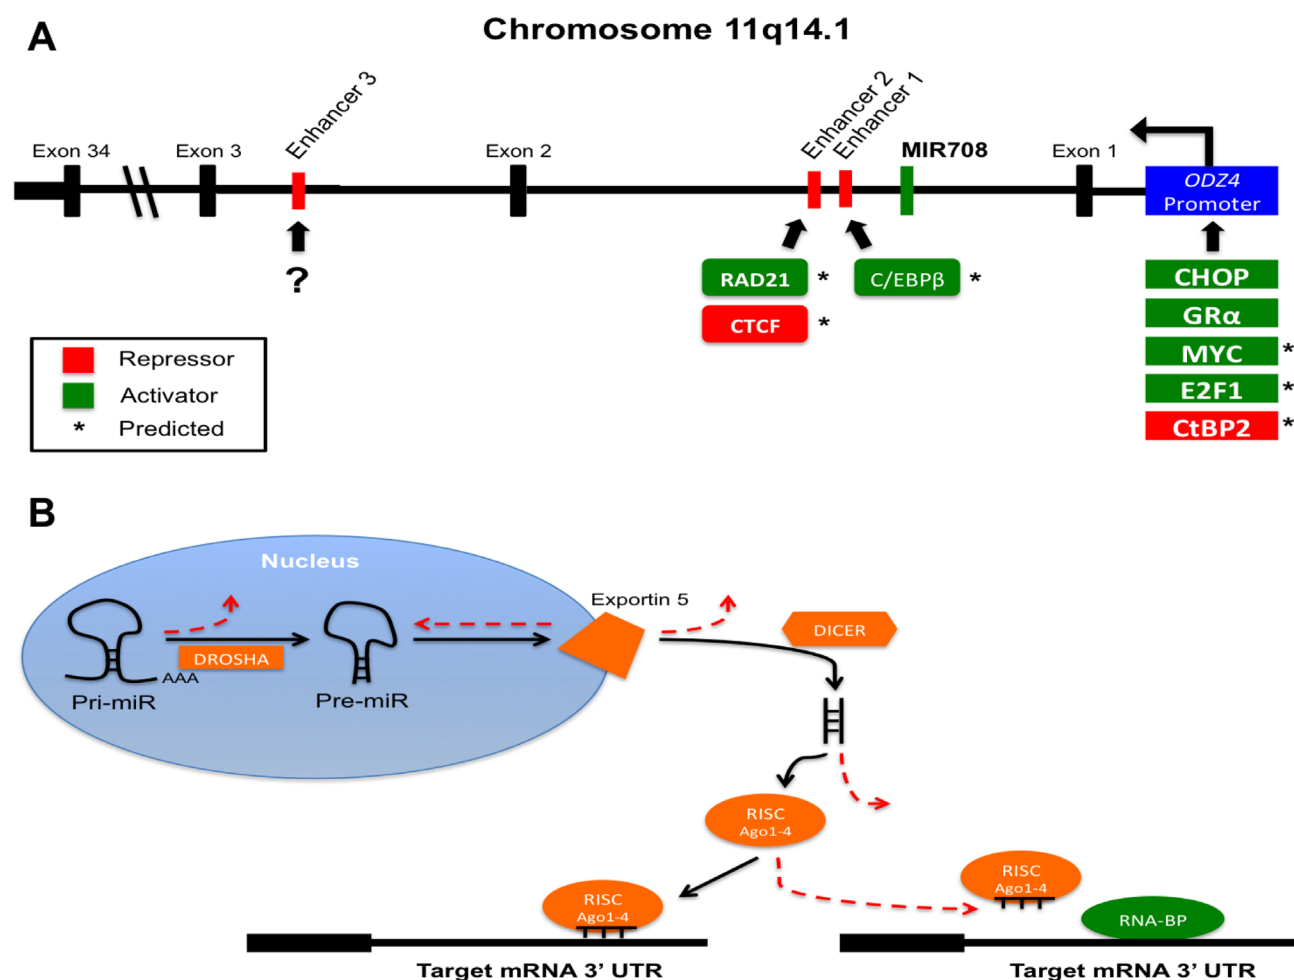 A
Chromosome 11q14.1
Enhancer 3
Enhancer 2
Enhancer 1
Exon 34
Exon 3
Exon 2
MIR708
Exon 1
ODZ4
Promoter
?
RAD21 *
C/EBPβ *
CTCF *
CHOP
GRα
MYC *
E2F1 *
CtBP2 *
Repressor
Activator
* Predicted
B
Nucleus
Exportin 5
DICER
DROSHA
AAA
Pri-miR
Pre-miR
RISC
Ago1-4
RISC
Ago1-4
RISC
Ago1-4
RNA-BP
Target mRNA 3’ UTR
Target mRNA 3’ UTR